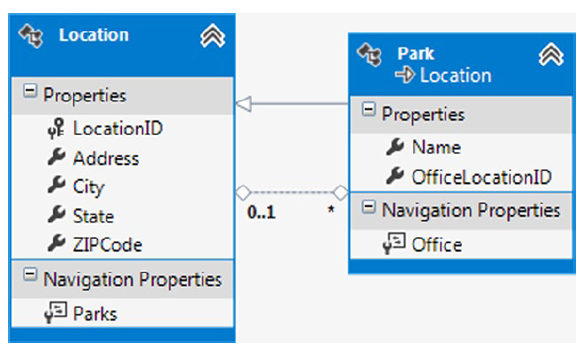 Location
Properties
LocationID
Address
City
State
ZIPCode
Navigation Properties
Parks
0..1
*
Park
Location
Properties
Name
OfficeLocationID
Navigation Properties
Office